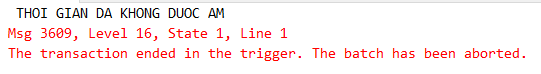 THOI GIAN DA KHONG DUOC AM
Msg 3609, Level 16, State 1, Line 1
The transaction ended in the trigger. The batch has been aborted.